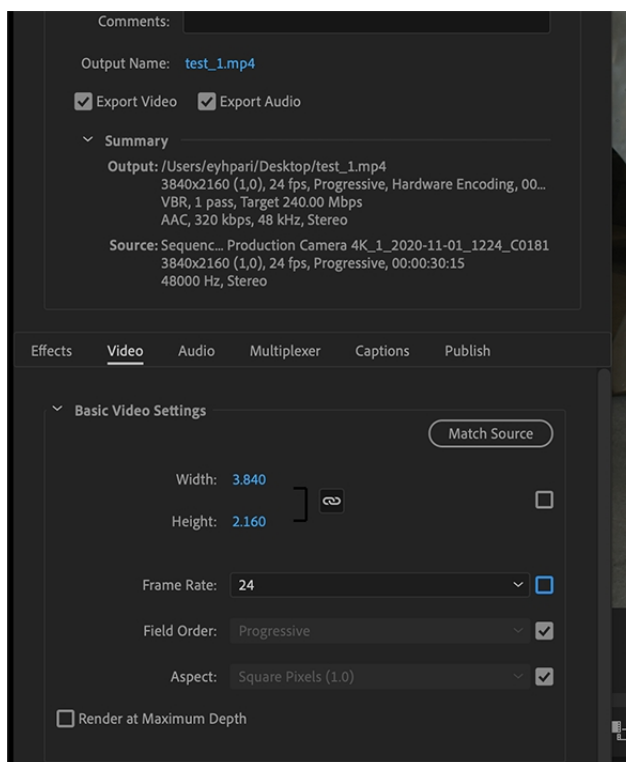 Comments:
Output Name: test_1.mp4
Export Video Export Audio
Summary
Output: /Users/eyhpari/Desktop/test_1.mp4
3840x2160 (1,0), 24 fps, Progressive, Hardware Encoding, 00...
VBR, 1 pass, Target 240.00 Mbps
AAC, 320 kbps, 48 kHz, Stereo
Source: Sequenc... Production Camera 4K_1_2020-11-01_1224_C0181
3840x2160 (1,0), 24 fps, Progressive, 00:00:30:15
48000 Hz, Stereo
Effects Video Audio Multiplexer Captions Publish
Basic Video Settings
Match Source
Width: 3.840
Height: 2.160
Frame Rate: 24
Field Order: Progressive
Aspect: Square Pixels (1.0)
Render at Maximum Depth